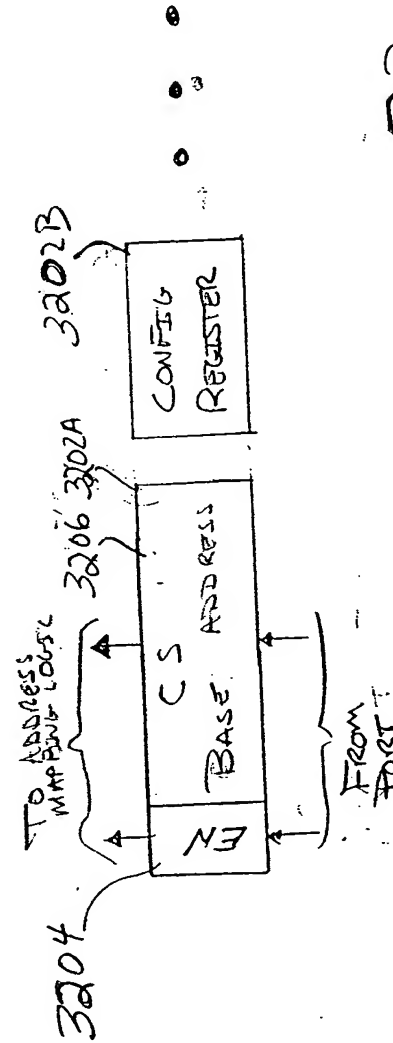 3204
TO ADDRESS
MAPPING LOGIC
3206
3202A
3202B
EN
CS
BASE ADDRESS
CONFIG
REGISTER
FROM
PORT